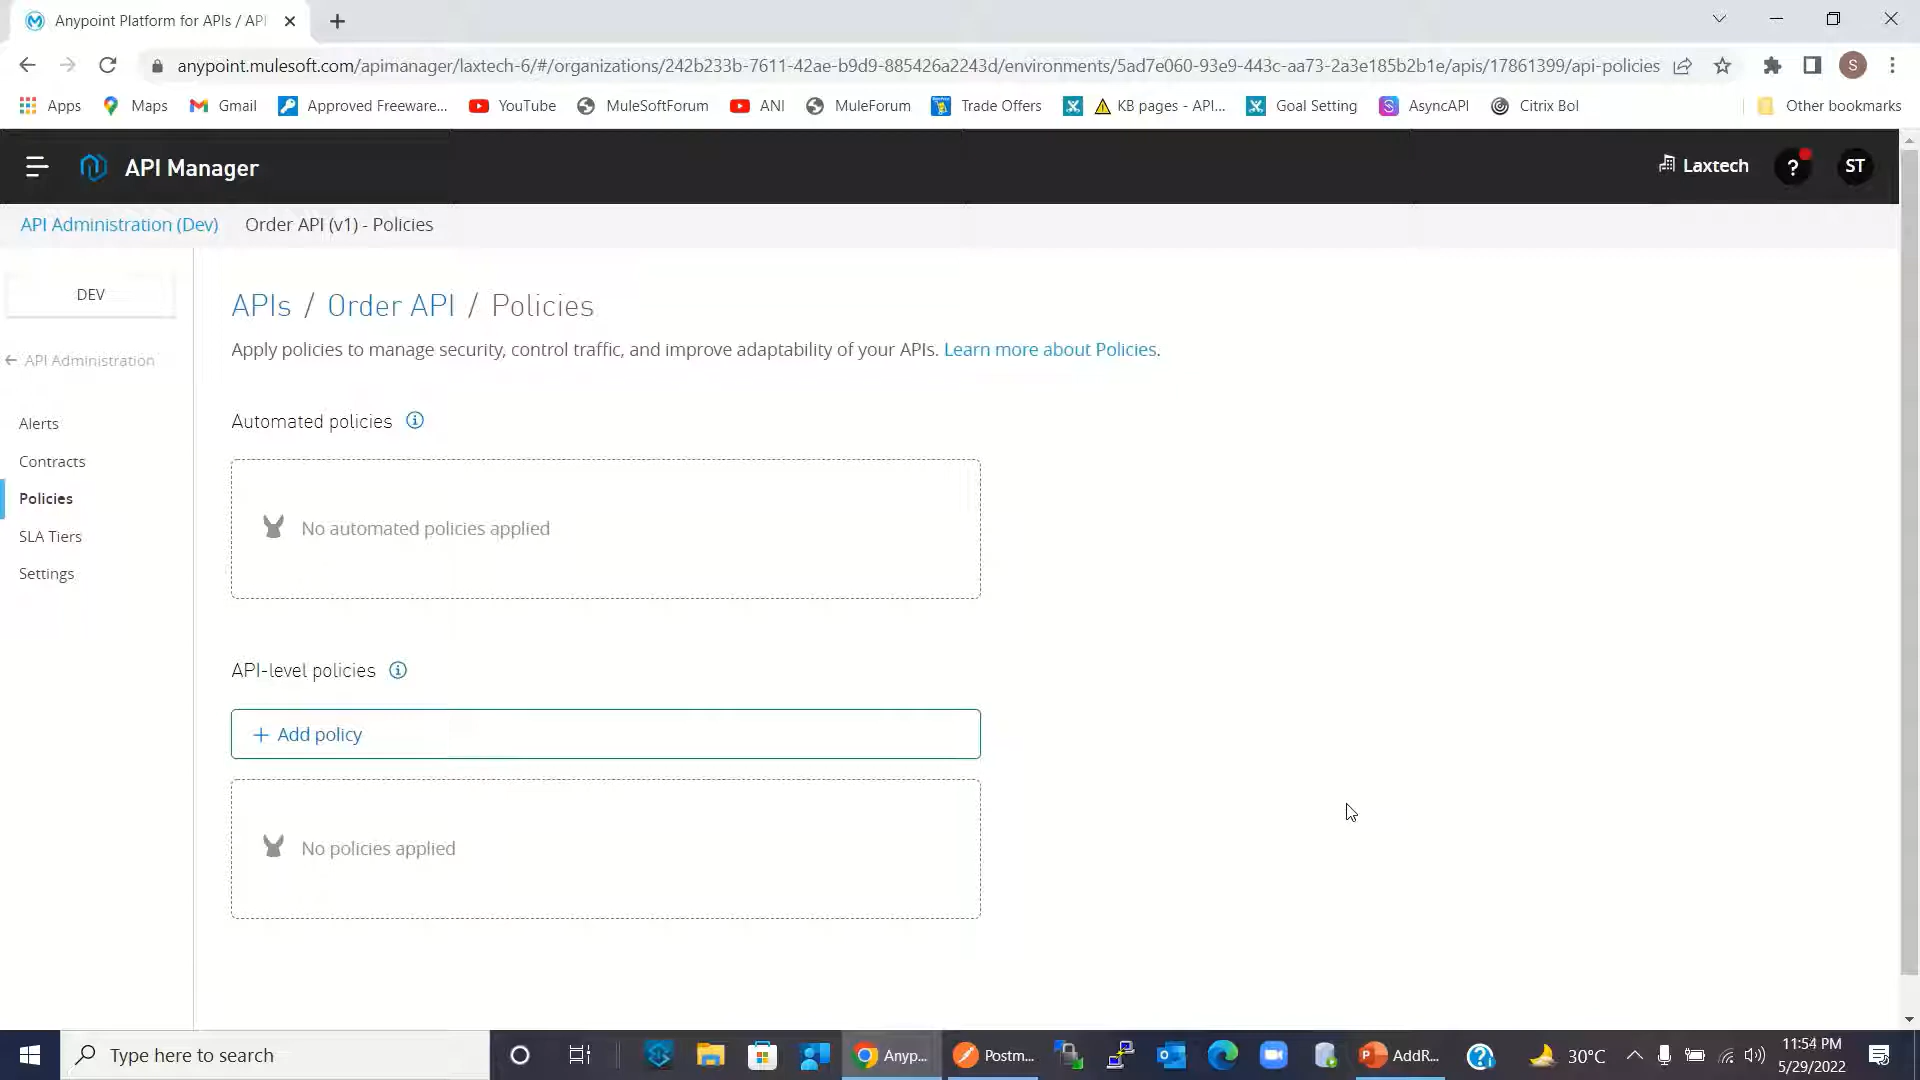 Anypoint Platform for APIs / API
anypoint.mulesoft.com/apimanager/laxtech-6/#/organizations/242b233b-7611-42ae-b9d9-885426a2243d/environments/5ad7e060-93e9-443c-aa73-2a3e185b2b1e/apis/17861399/api-policies
S
Apps Maps Gmail Approved Freeware... YouTube MuleSoftForum ANI MuleForum Trade Offers KB pages - API... Goal Setting AsyncAPI Citrix Bol Other bookmarks
API Manager Laxtech ? ST
API Administration (Dev) Order API (v1) - Policies
DEV
API Administration
Alerts
Contracts
Policies
SLA Tiers
Settings
APIs / Order API / Policies
Apply policies to manage security, control traffic, and improve adaptability of your APIs. Learn more about Policies.
Automated policies
No automated policies applied
API-level policies
+ Add policy
No policies applied
Type here to search
Anyp...
Postm...
AddR...
30°C
11:54 PM
5/29/2022